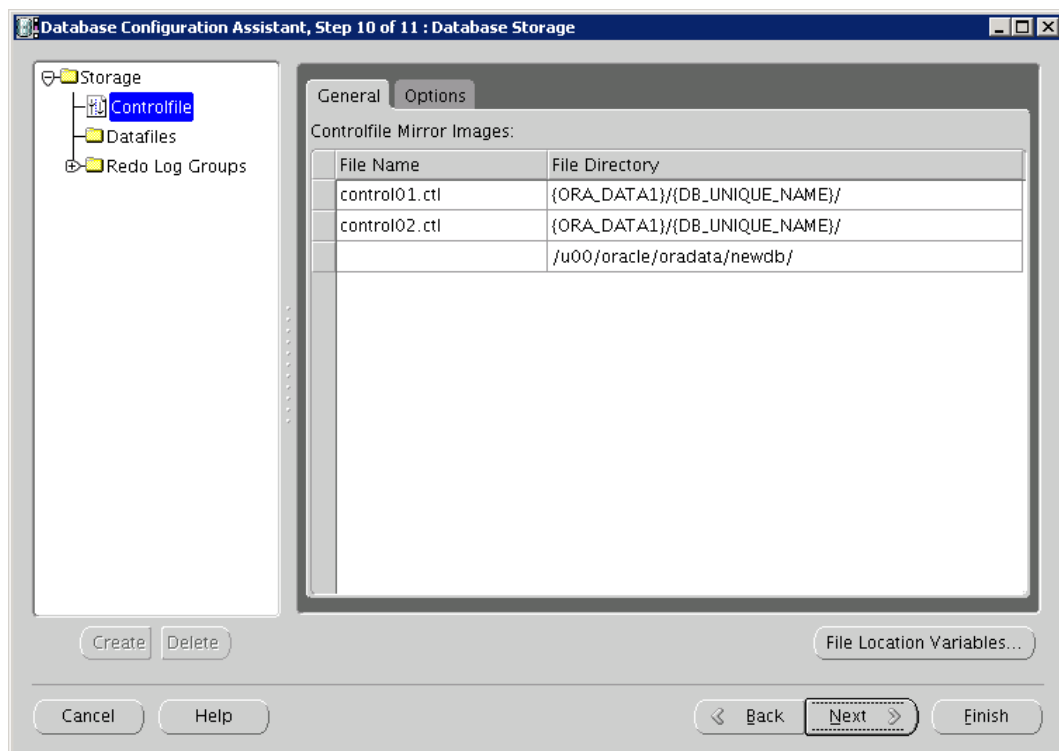 Database Configuration Assistant, Step 10 of 11 : Database Storage
Storage
Controlfile
Datafiles
Redo Log Groups
General Options
Controlfile Mirror Images:
File Name File Directory
control01.ctl {ORA_DATA1}/{DB_UNIQUE_NAME}/
control02.ctl {ORA_DATA1}/{DB_UNIQUE_NAME}/
/u00/oracle/oradata/newdb/
Create Delete
File Location Variables...
Cancel Help Back Next Finish